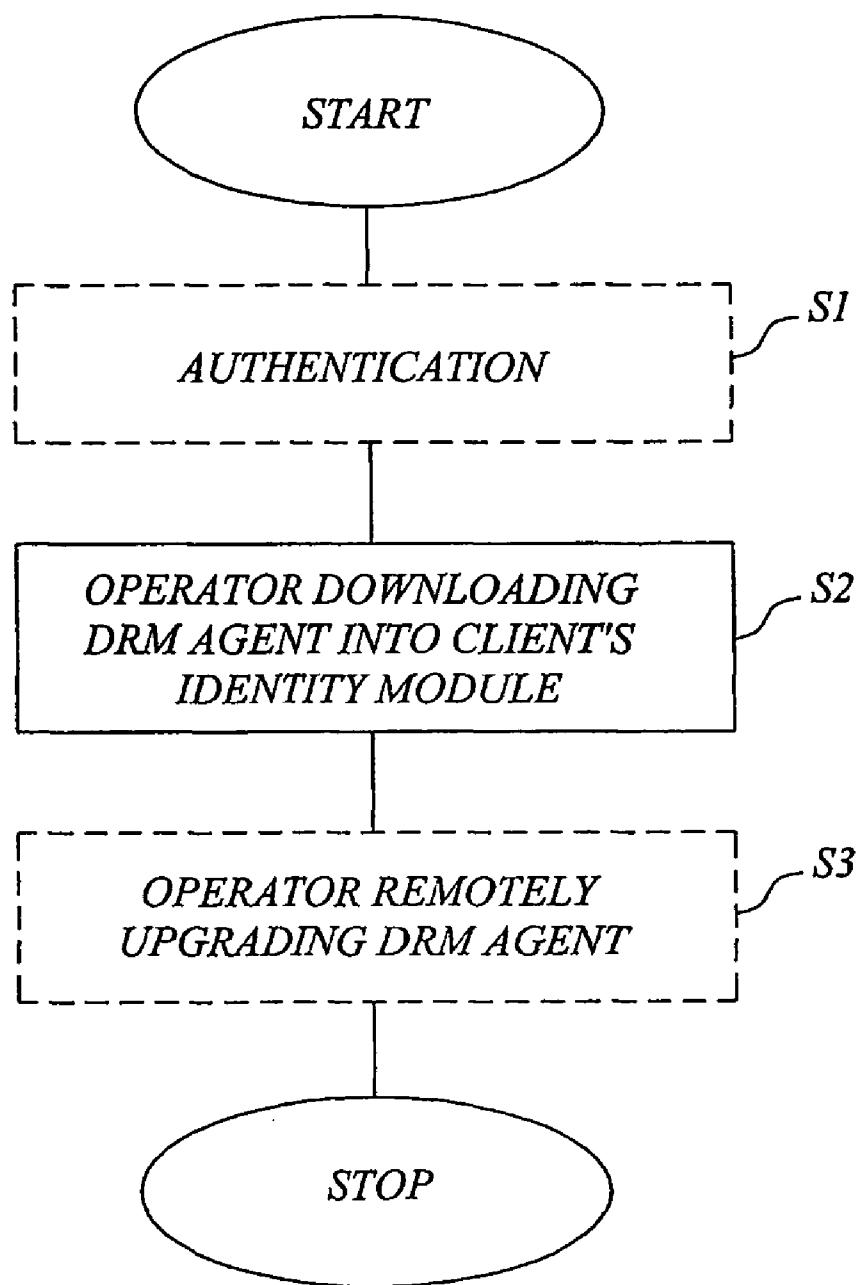 START
S1
AUTHENTICATION
OPERATOR DOWNLOADING
DRM AGENT INTO CLIENT'S
IDENTITY MODULE
S2
OPERATOR REMOTELY
UPGRADING DRM AGENT
S3
STOP